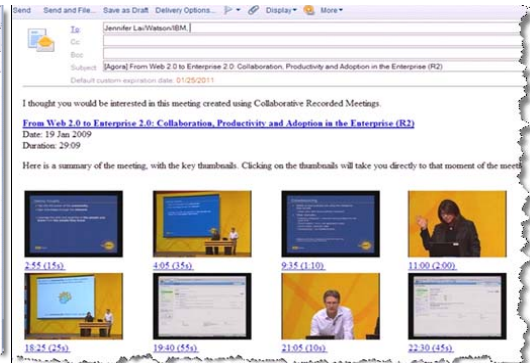 Send Send and File... Save as Draft Delivery Options... Display More
To: Jennifer Lai/Watson/IBM,
Cc:
Bcc:
Subject: [Agora] From Web 2.0 to Enterprise 2.0: Collaboration, Productivity and Adoption in the Enterprise (R2)
Default custom expiration date: 01/25/2011
I thought you would be interested in this meeting created using Collaborative Recorded Meetings.
From Web 2.0 to Enterprise 2.0: Collaboration, Productivity and Adoption in the Enterprise (R2)
Date: 19 Jan 2009
Duration: 29:09
Here is a summary of the meeting, with the key thumbnails. Clicking on the thumbnails will take you directly to that moment of the meet
2:55 (15s) 4:05 (35s) 9:35 (1:10) 11:00 (2:00)
18:25 (25s) 19:40 (55s) 21:05 (10s) 22:30 (45s)